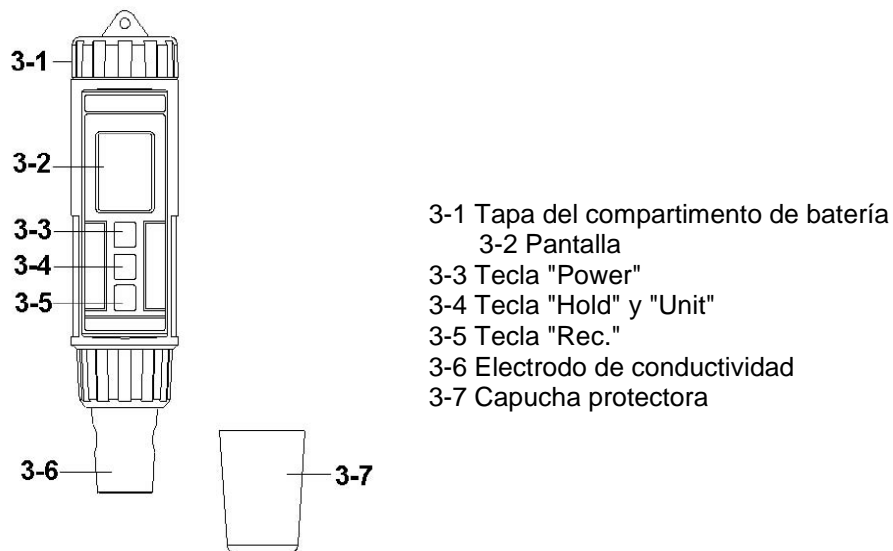 3-1
3-2
3-3
3-4
3-5
3-6
3-7
3-1 Tapa del compartimento de batería
3-2 Pantalla
3-3 Tecla "Power"
3-4 Tecla "Hold" y "Unit"
3-5 Tecla "Rec."
3-6 Electrodo de conductividad
3-7 Capucha protectora